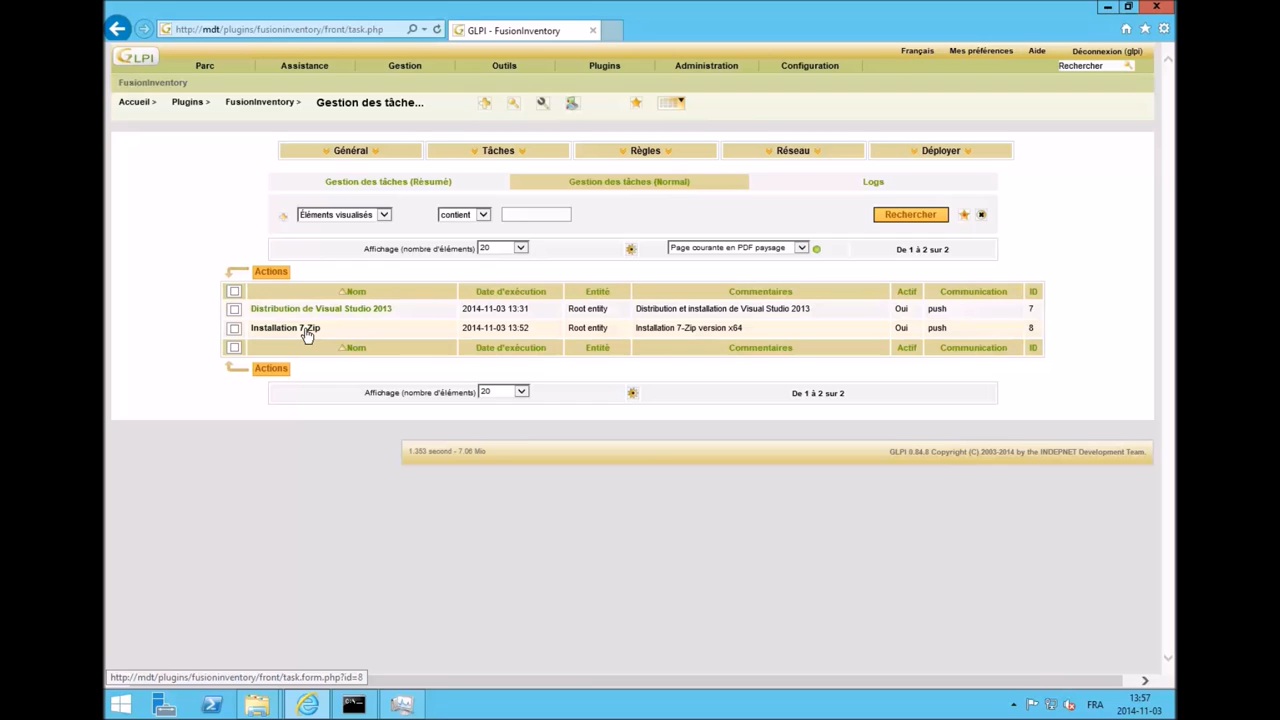 http://mdt/plugins/fusioninventory/front/task.php
GLPI - FusionInventory
GLPI
Français Mes préférences Aide Déconnexion (glpi)
Parc Assistance Gestion Outils Plugins Administration Configuration Rechercher
FusionInventory
Accueil > Plugins > FusionInventory > Gestion des tâche...
Général Tâches Règles Réseau Déployer
Gestion des tâches (Résumé) Gestion des tâches (Normal) Logs
Éléments visualisés contient Rechercher
Affichage (nombre d'éléments) 20 Page courante en PDF paysage De 1 à 2 sur 2
Actions
Nom Date d'exécution Entité Commentaires Actif Communication ID
Distribution de Visual Studio 2013 2014-11-03 13:31 Root entity Distribution et installation de Visual Studio 2013 Oui push 7
Installation 7-Zip 2014-11-03 13:52 Root entity Installation 7-Zip version x64 Oui push 8
Nom Date d'exécution Entité Commentaires Actif Communication ID
Actions
Affichage (nombre d'éléments) 20 De 1 à 2 sur 2
1.353 second - 7.06 Mio GLPI 0.84.8 Copyright (C) 2003-2014 by the INDEPNET Development Team.
http://mdt/plugins/fusioninventory/front/task.form.php?id=8
FRA
13:57
2014-11-03